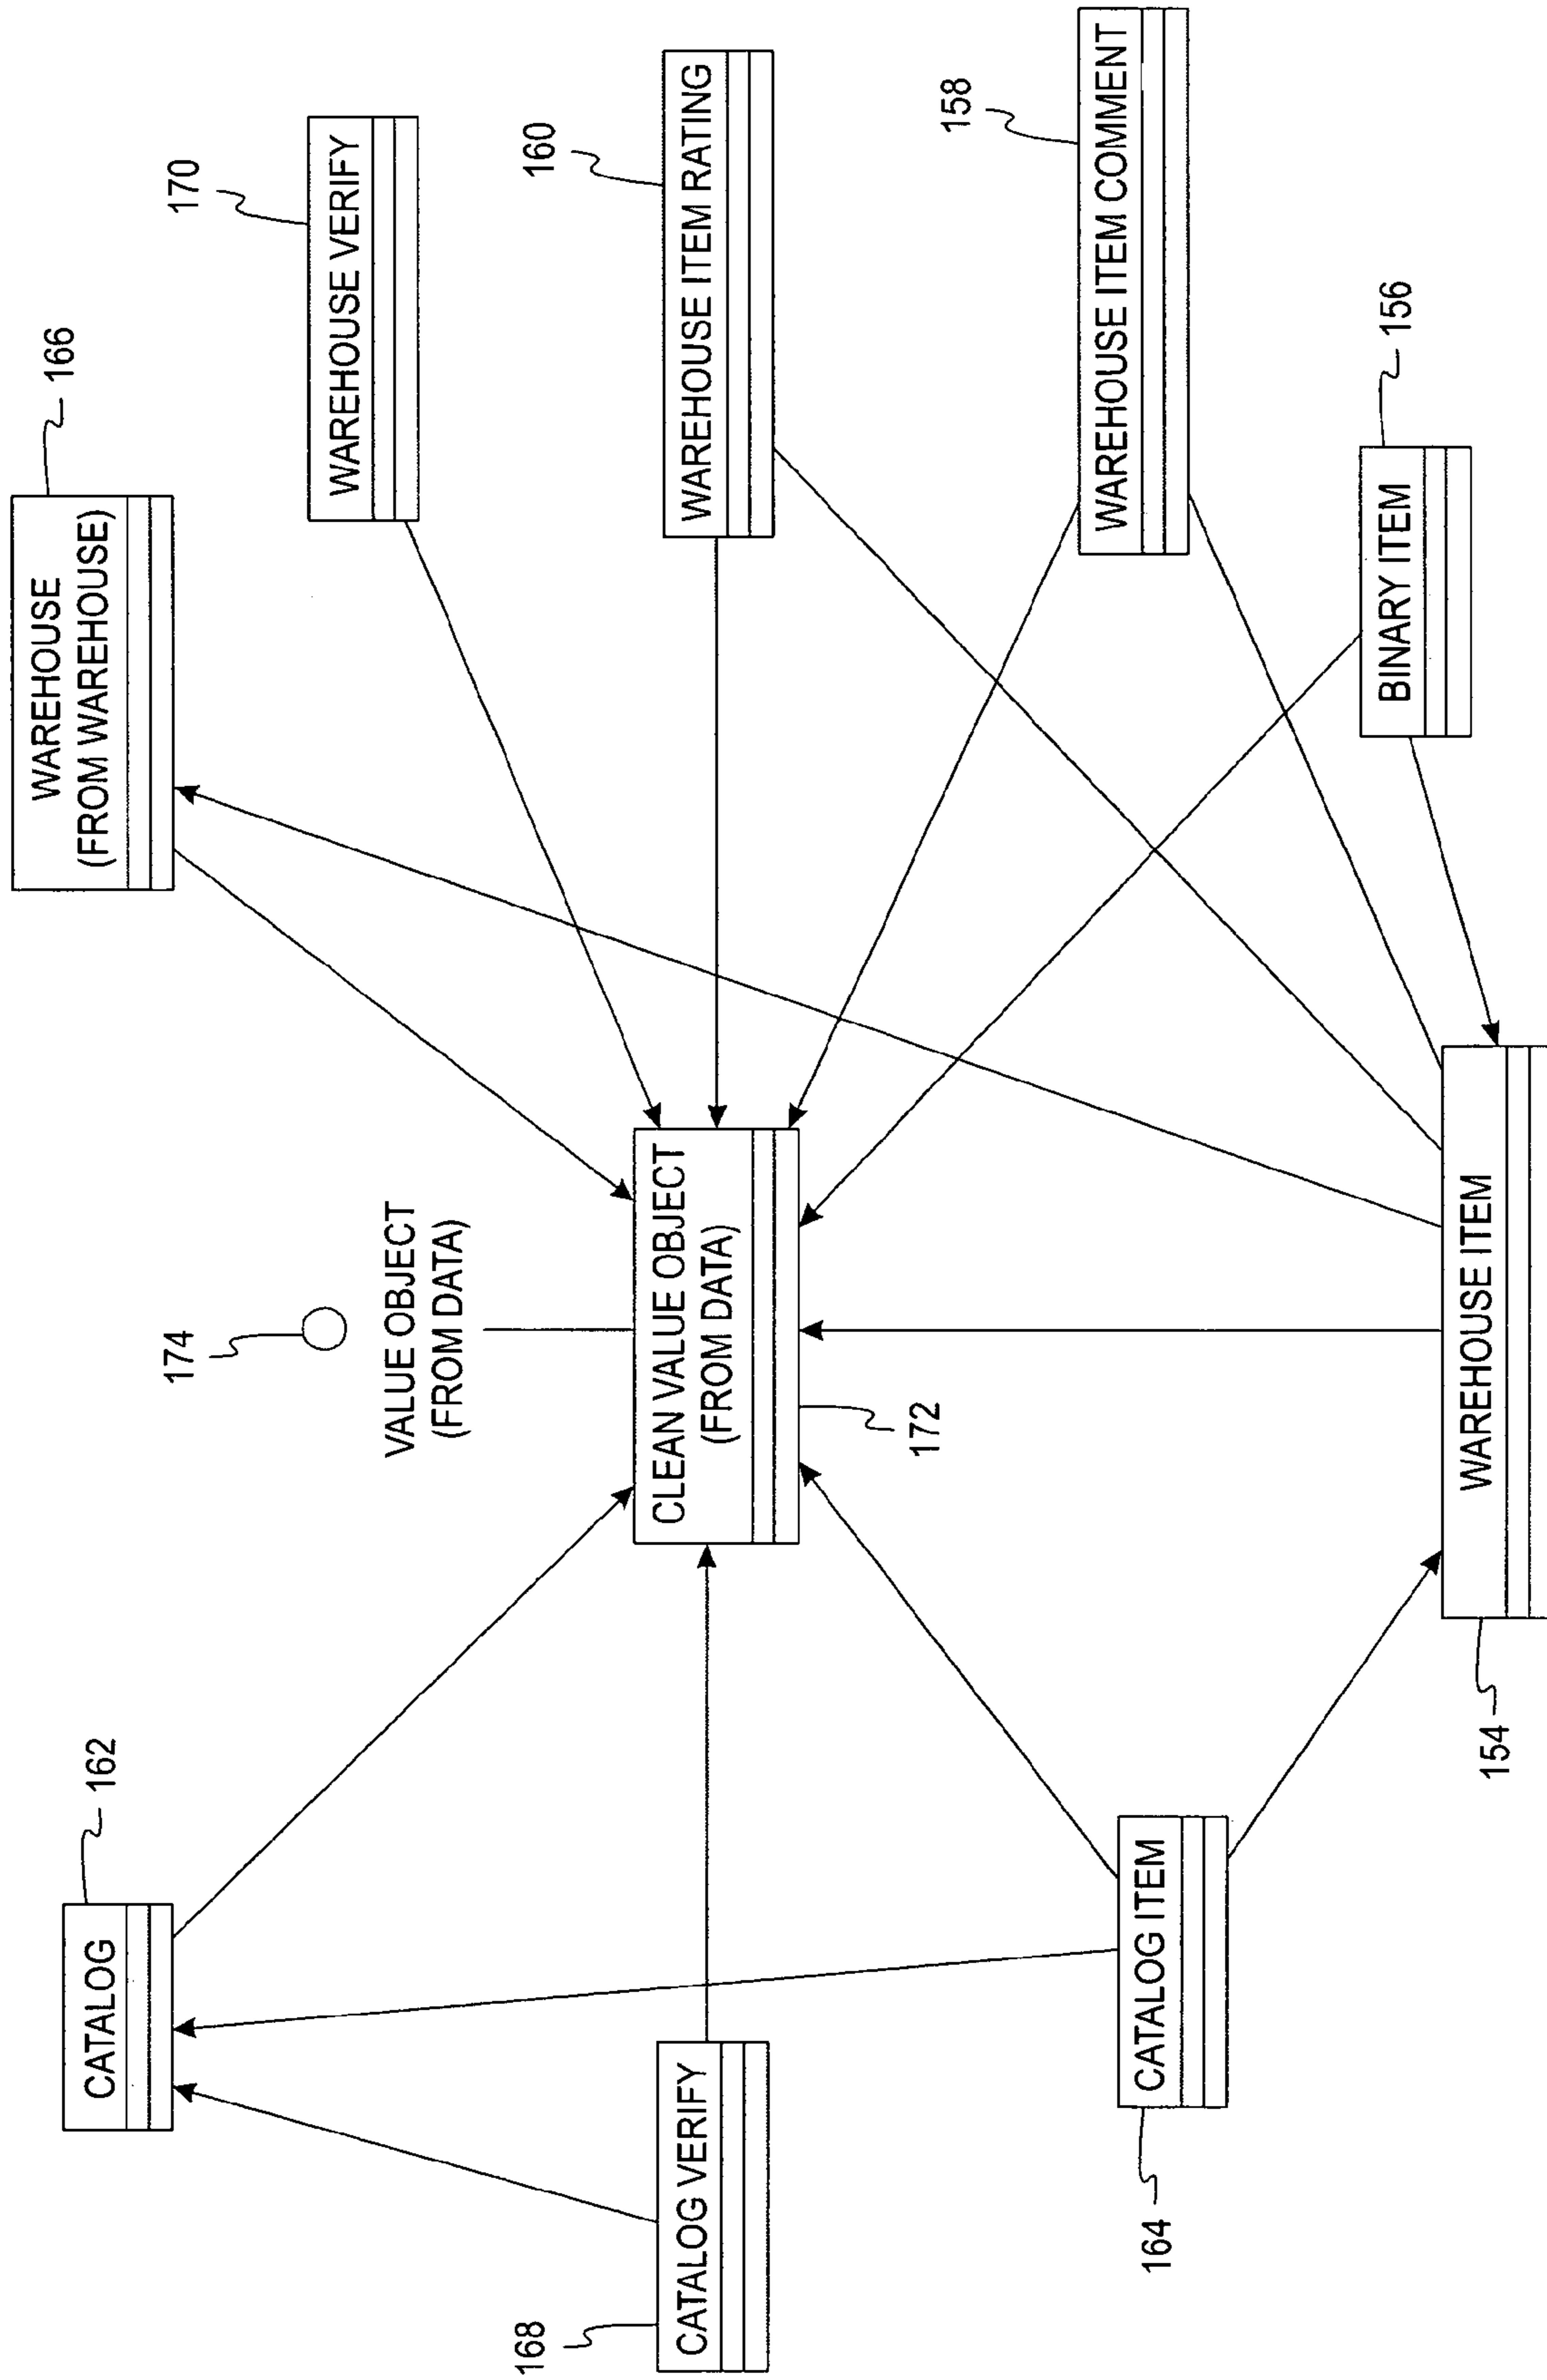 WAREHOUSE
(FROM WAREHOUSE)
166
CATALOG
162
174
170
WAREHOUSE VERIFY
VALUE OBJECT
(FROM DATA)
168
160
CATALOG VERIFY
CLEAN VALUE OBJECT
(FROM DATA)
WAREHOUSE ITEM RATING
172
158
WAREHOUSE ITEM COMMENT
CATALOG ITEM
164
BINARY ITEM
156
WAREHOUSE ITEM
154